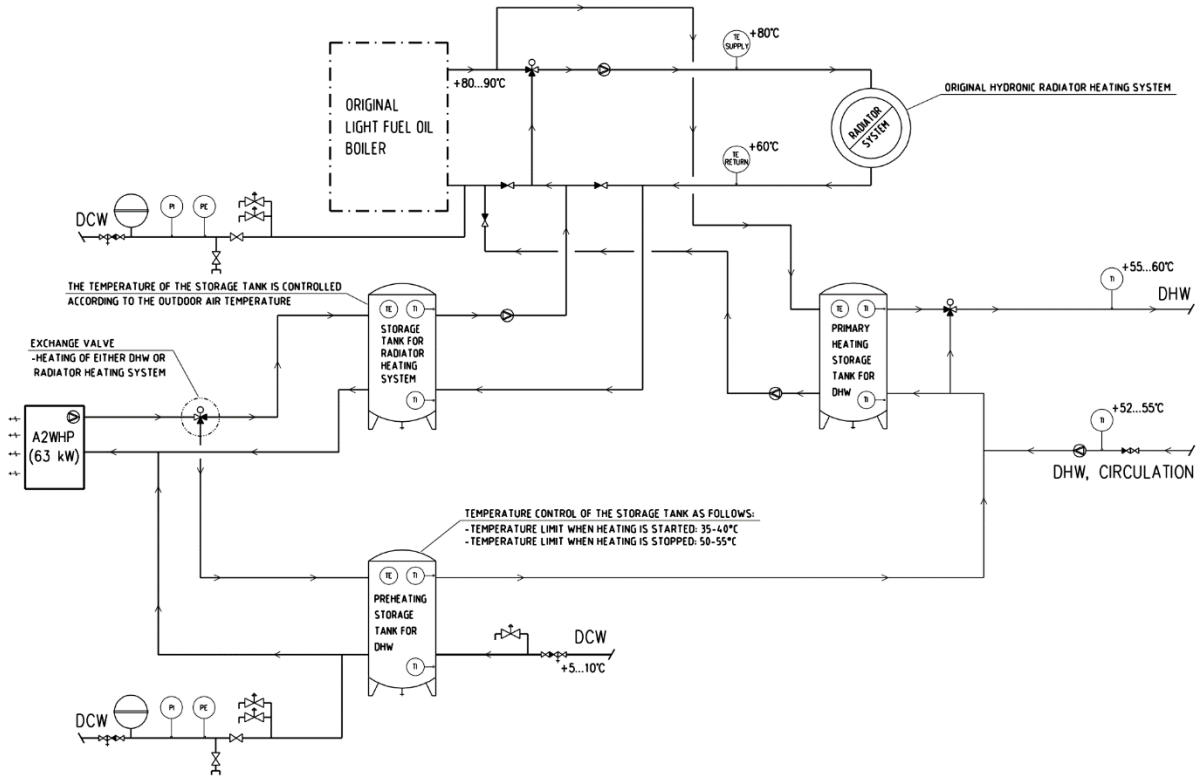 +80°C
TE
SUPPLY
+80...90°C
ORIGINAL
LIGHT FUEL OIL
BOILER
ORIGINAL HYDRONIC RADIATOR HEATING SYSTEM
RADIATOR
SYSTEM
+60°C
TE
RETURN
DCW
PI
PE
THE TEMPERATURE OF THE STORAGE TANK IS CONTROLLED
ACCORDING TO THE OUTDOOR AIR TEMPERATURE
+55...60°C
TI
DHW
TE
TI
STORAGE
TANK FOR
RADIATOR
HEATING
SYSTEM
TI
TE
TI
PRIMARY
HEATING
STORAGE
TANK FOR
DHW
TI
EXCHANGE VALVE
-HEATING OF EITHER DHW OR
RADIATOR HEATING SYSTEM
A2WHP
(63 kW)
+52...55°C
TI
DHW, CIRCULATION
TEMPERATURE CONTROL OF THE STORAGE TANK AS FOLLOWS:
-TEMPERATURE LIMIT WHEN HEATING IS STARTED: 35-40°C
-TEMPERATURE LIMIT WHEN HEATING IS STOPPED: 50-55°C
TE
TI
PREHEATING
STORAGE
TANK FOR
DHW
TI
DCW
+5...10°C
DCW
PI
PE